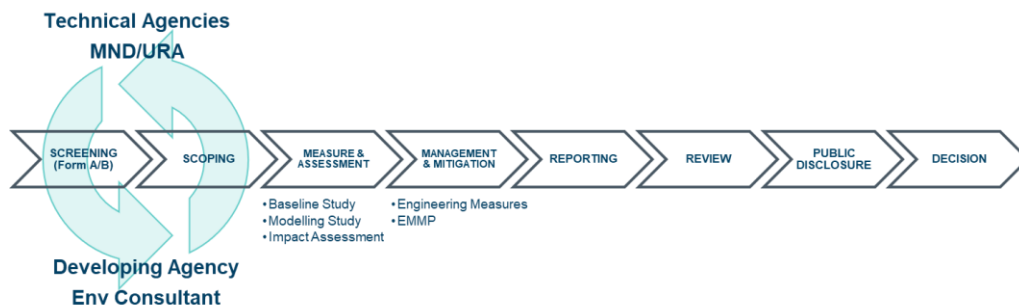 Technical Agencies
MND/URA
SCREENING
(Form A/B)
SCOPING
MEASURE &
ASSESSMENT
MANAGEMENT
& MITIGATION
REPORTING
REVIEW
PUBLIC
DISCLOSURE
DECISION
•Baseline Study
•Modelling Study
•Impact Assessment
•Engineering Measures
•EMMP
Developing Agency
Env Consultant